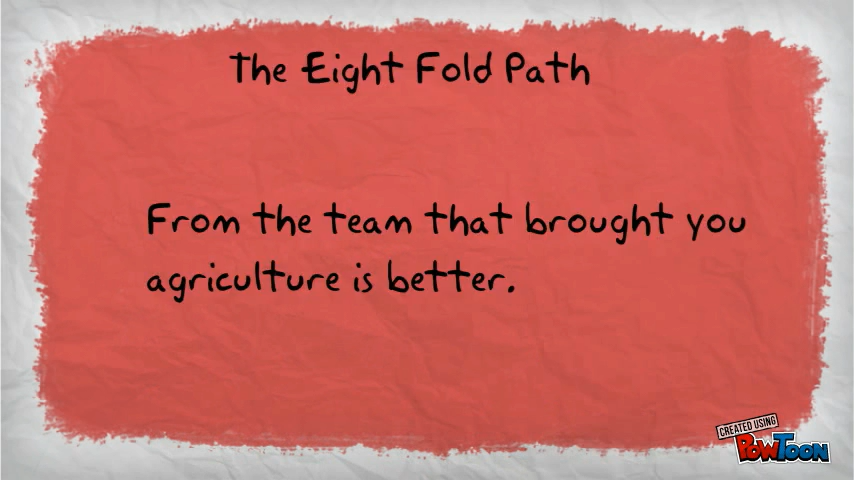 The Eight Fold Path
From the team that brought you
agriculture is better.
CREATED USING
PowToon